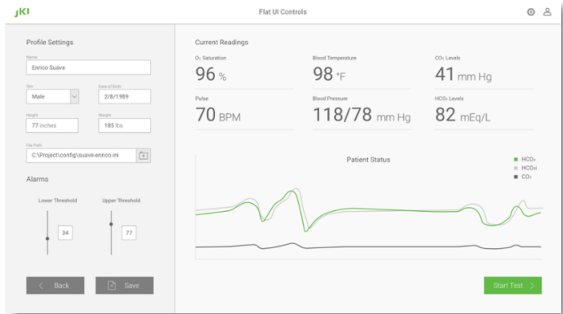 jKI
Flat UI Controls
Profile Settings
Name
Enrico Suave
Sex
Date of Birth
Male
2/8/1989
Height
Weight
77 inches
185 lbs
File Path
C:\Project\config\suave-enrico.ini
Alarms
Lower Threshold
Upper Threshold
34
77
Back
Save
Current Readings
O₂ Saturation
Blood Temperature
CO₂ Levels
96 %
98 °F
41 mm Hg
Pulse
Blood Pressure
HCO₃ Levels
70 BPM
118/78 mm Hg
82 mEq/L
Patient Status
HCO₃
CO₂
Start Test